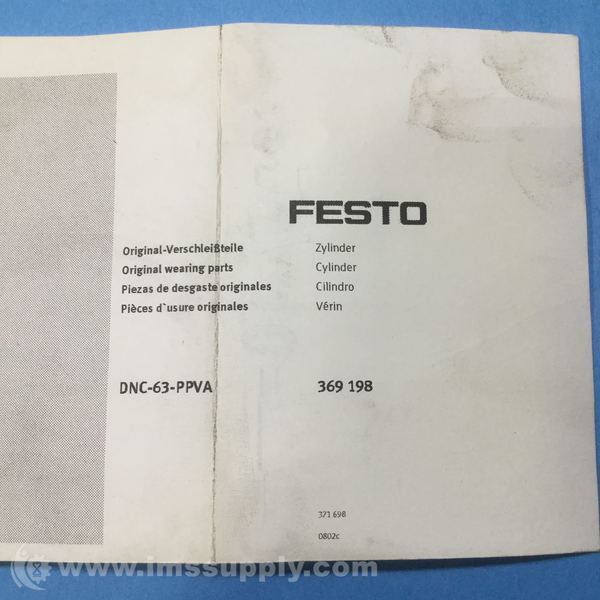 FESTO
Original-Verschleißteile Zylinder
Original wearing parts Cylinder
Piezas de desgaste originales Cilindro
Pièces d`usure originales Vérin
DNC-63-PPVA 369 198
371 698
0802c
www.imssupply.com